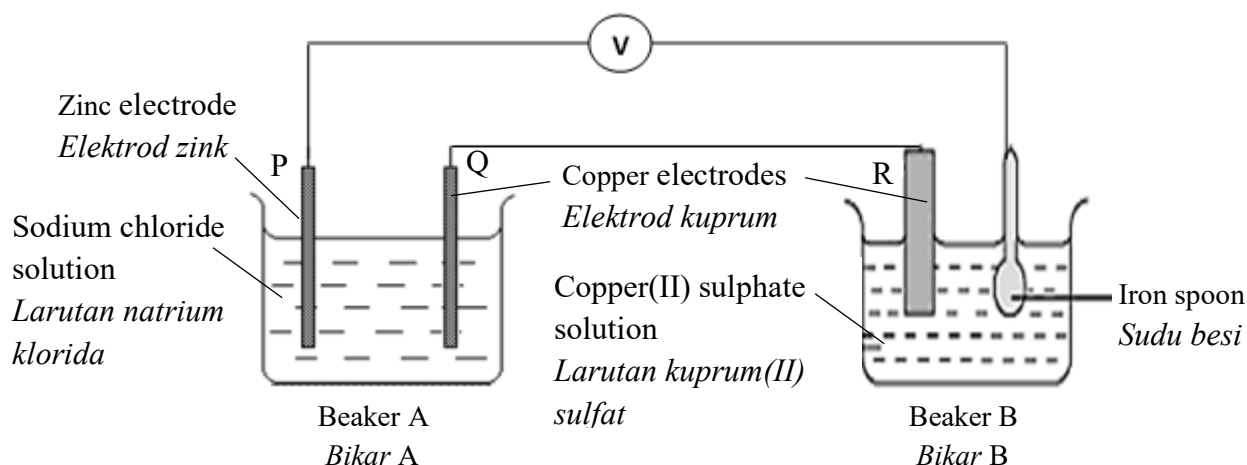 V
Zinc electrode
Elektrod zink
P
Q
Copper electrodes
Elektrod kuprum
R
Sodium chloride
solution
Larutan natrium
klorida
Copper(II) sulphate
solution
Larutan kuprum(II)
sulfat
Iron spoon
Sudu besi
Beaker A
Bikar A
Beaker B
Bikar B